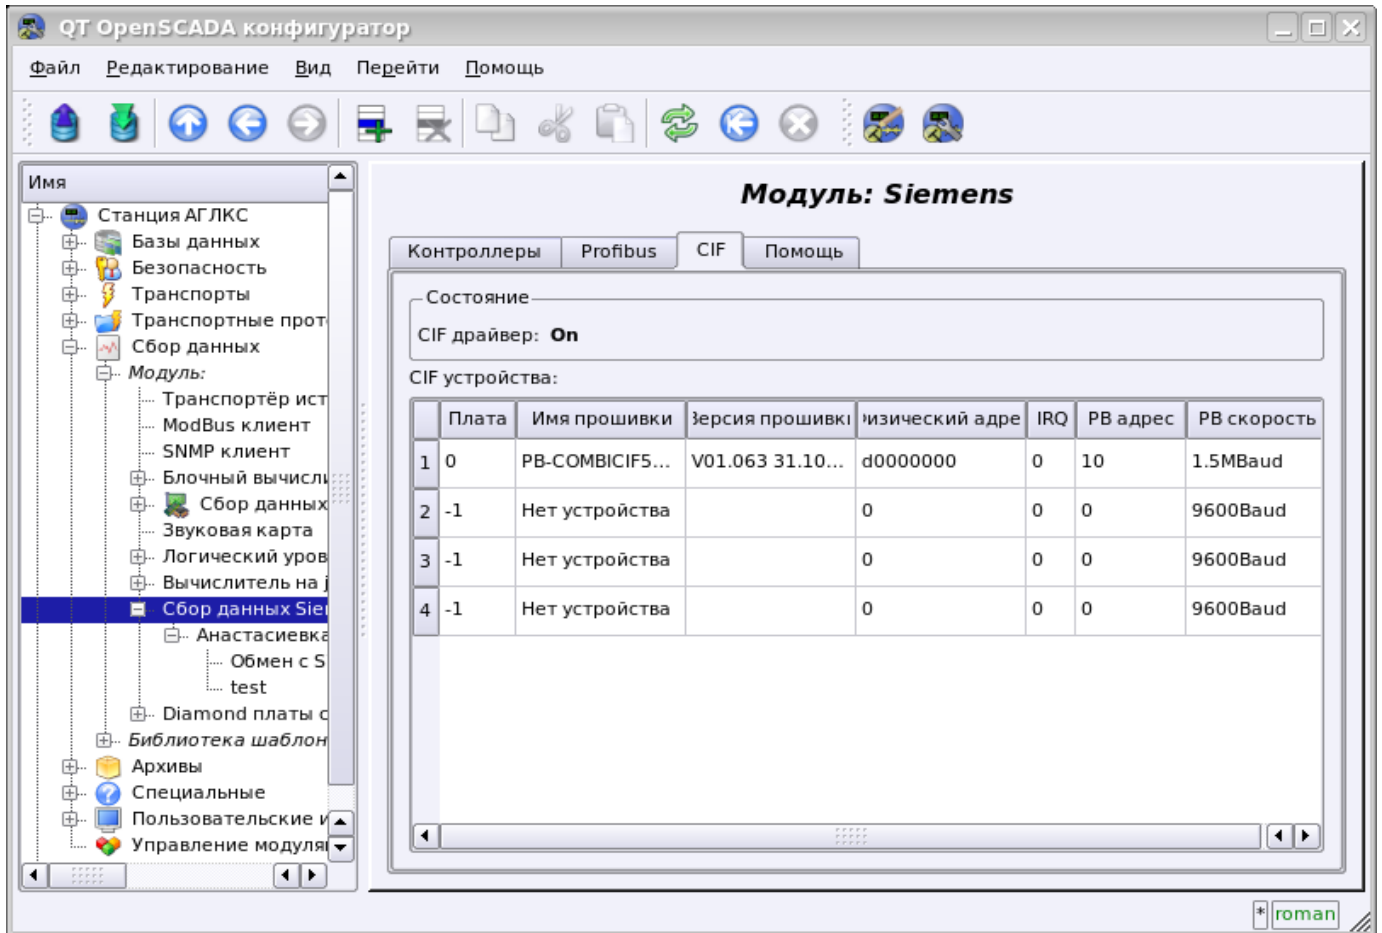 QT OpenSCADA конфигуратор
Файл Редактирование Вид Перейти Помощь
Имя
Станция АГЛКС
Базы данных
Безопасность
Транспорты
Транспортные прот
Сбор данных
Модуль:
Транспортёр ист
ModBus клиент
SNMP клиент
Блочный вычисли
Сбор данных
Звуковая карта
Логический уров
Вычислитель на j
Сбор данных Sie
Анастасиевка
Обмен с S
test
Diamond платы с
Библиотека шаблон
Архивы
Специальные
Пользовательские и
Управление модуля
Модуль: Siemens
Контроллеры Profibus CIF Помощь
Состояние
CIF драйвер: On
CIF устройства:
Плата Имя прошивки Версия прошивки физический адре IRQ PB адрес PB скорость
1 0 PB-COMBICIF5... V01.063 31.10... d0000000 0 10 1.5MBaud
2 -1 Нет устройства 0 0 0 9600Baud
3 -1 Нет устройства 0 0 0 9600Baud
4 -1 Нет устройства 0 0 0 9600Baud
* roman